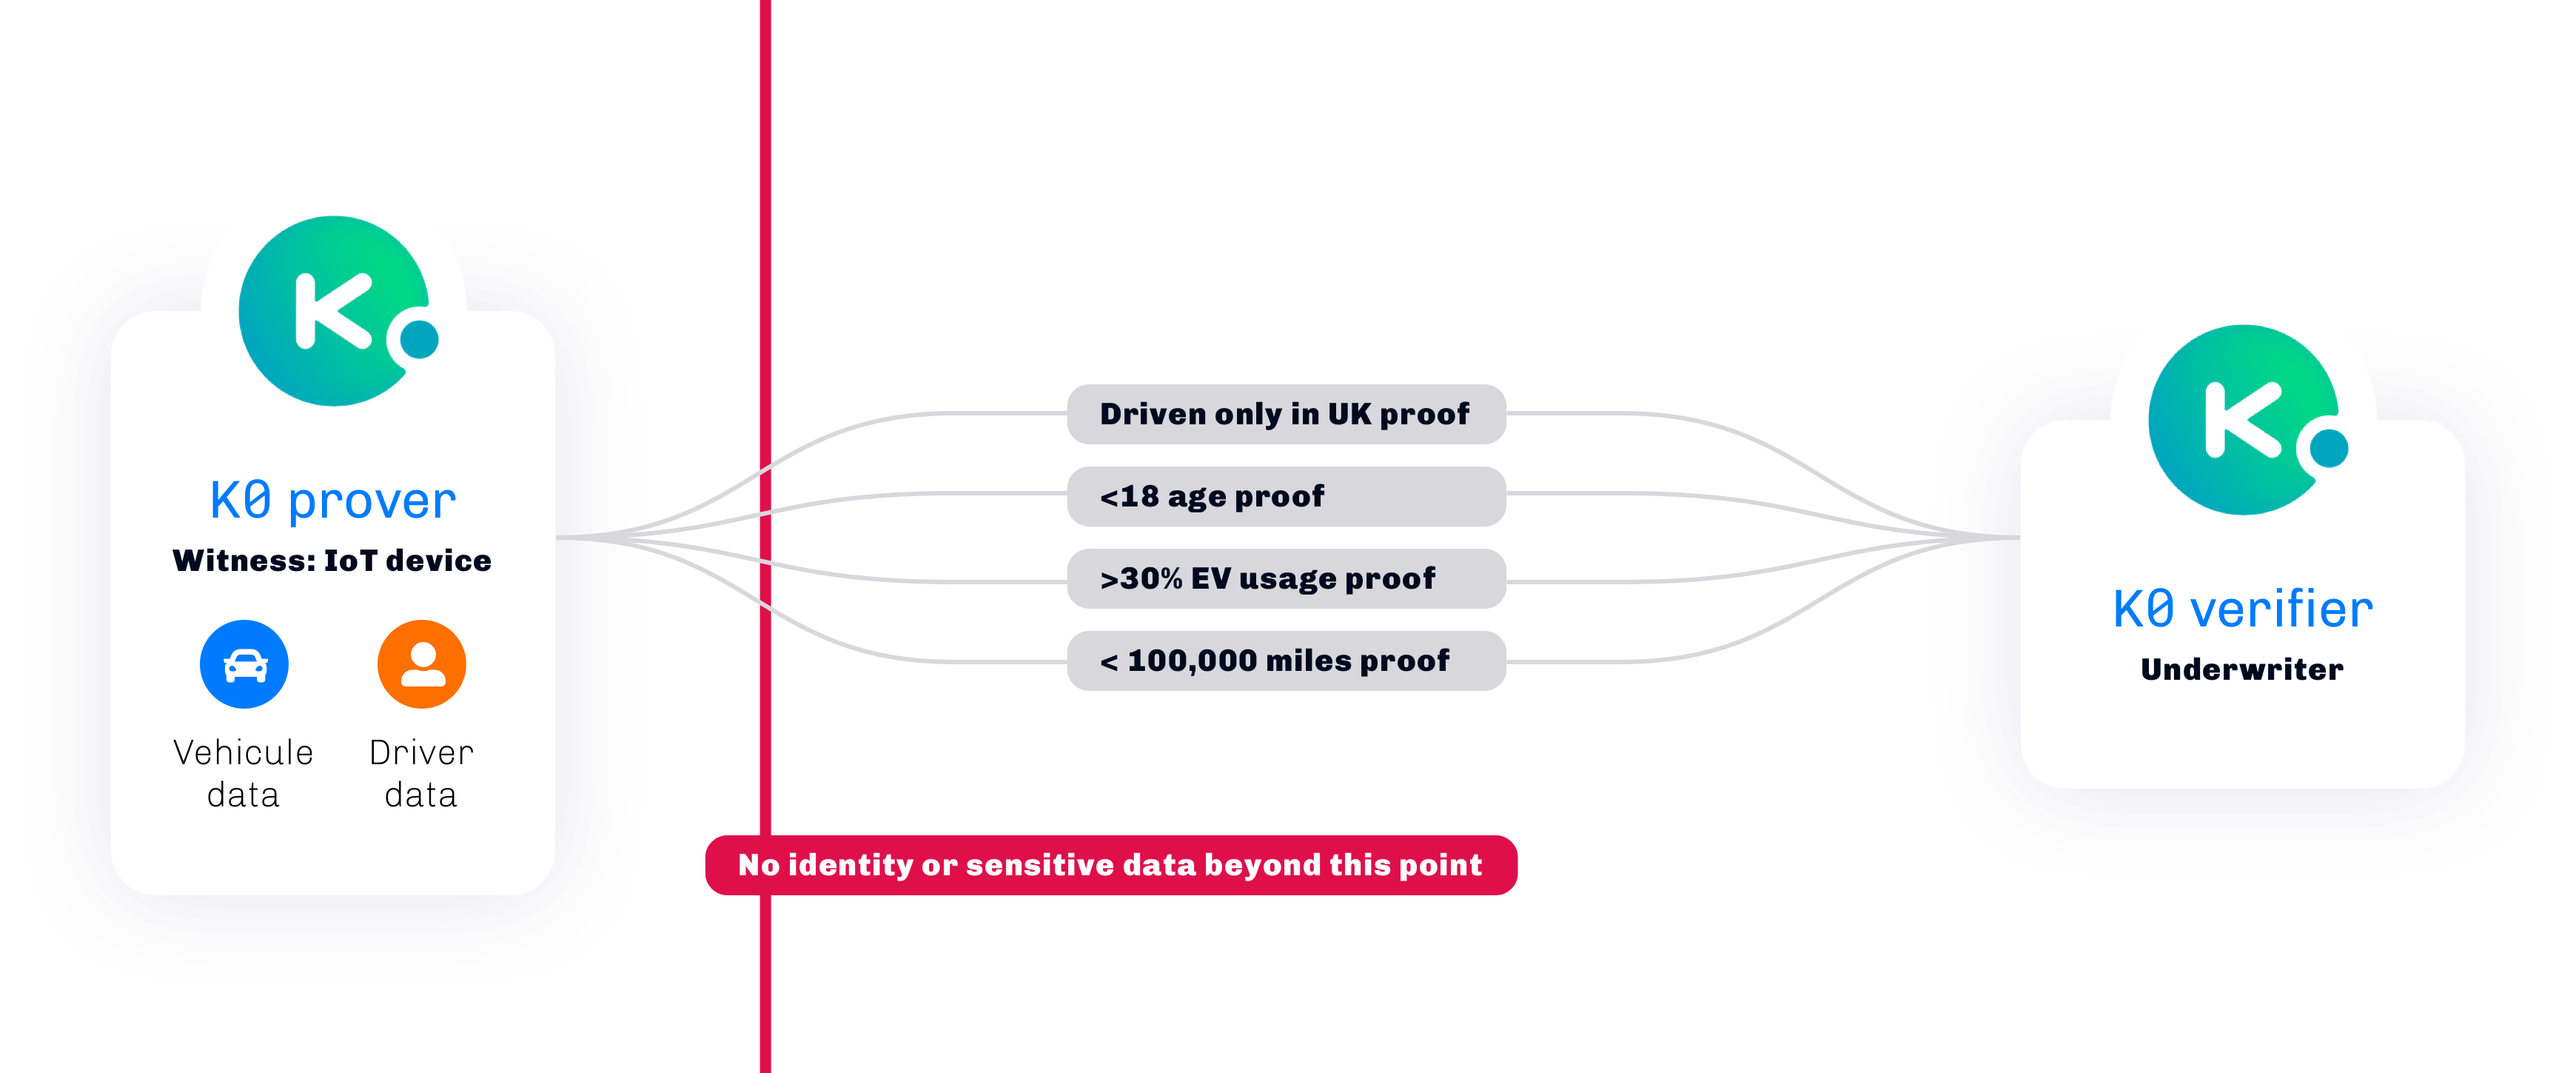 K
K0 prover
Witness: IoT device
Vehicule data
Driver data
Driven only in UK proof
<18 age proof
>30% EV usage proof
< 100,000 miles proof
No identity or sensitive data beyond this point
K
K0 verifier
Underwriter